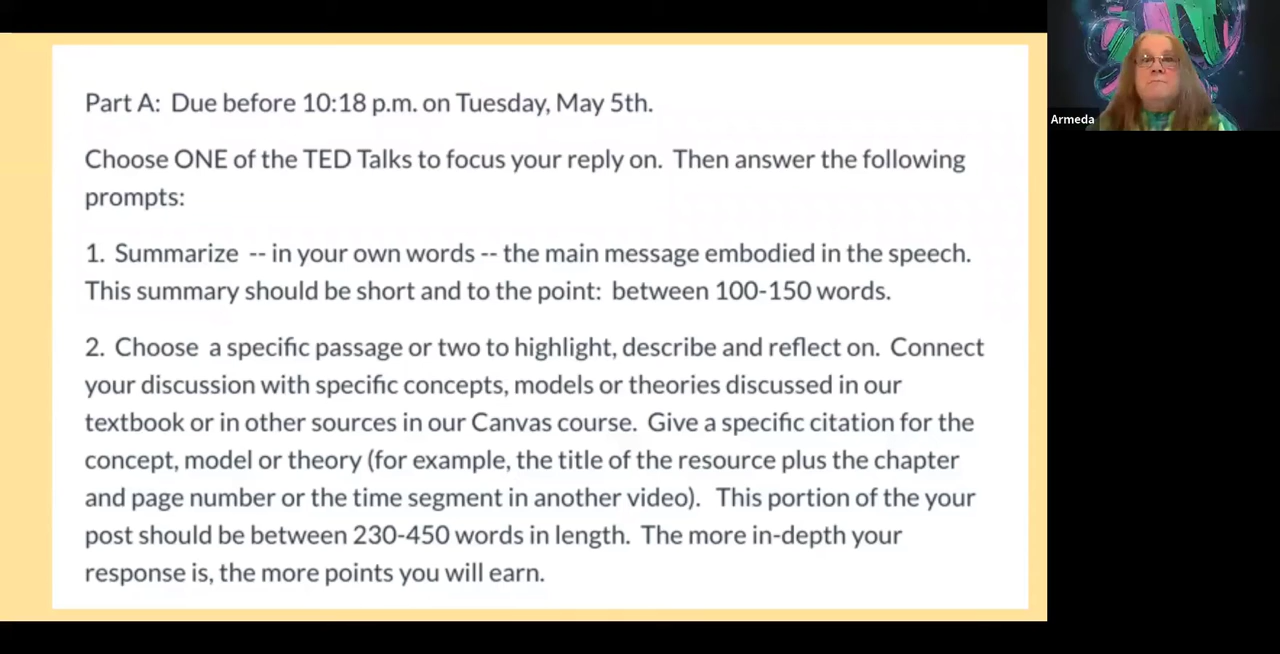 Part A: Due before 10:18 p.m. on Tuesday, May 5th.
Choose ONE of the TED Talks to focus your reply on. Then answer the following
prompts:
1. Summarize -- in your own words -- the main message embodied in the speech.
This summary should be short and to the point: between 100-150 words.
2. Choose a specific passage or two to highlight, describe and reflect on. Connect
your discussion with specific concepts, models or theories discussed in our
textbook or in other sources in our Canvas course. Give a specific citation for the
concept, model or theory (for example, the title of the resource plus the chapter
and page number or the time segment in another video). This portion of the your
post should be between 230-450 words in length. The more in-depth your
response is, the more points you will earn.
Armeda